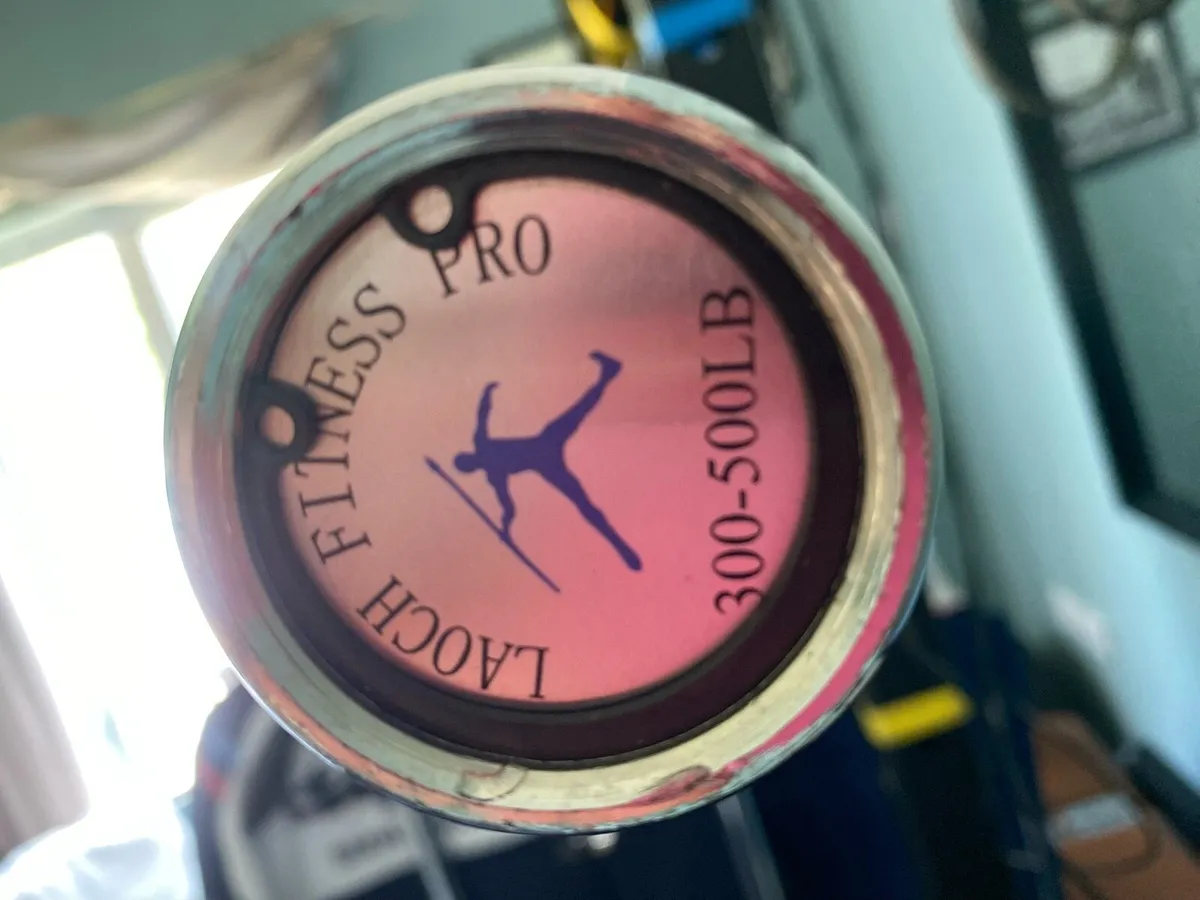 LAOCH FITNESS PRO
300-500LB